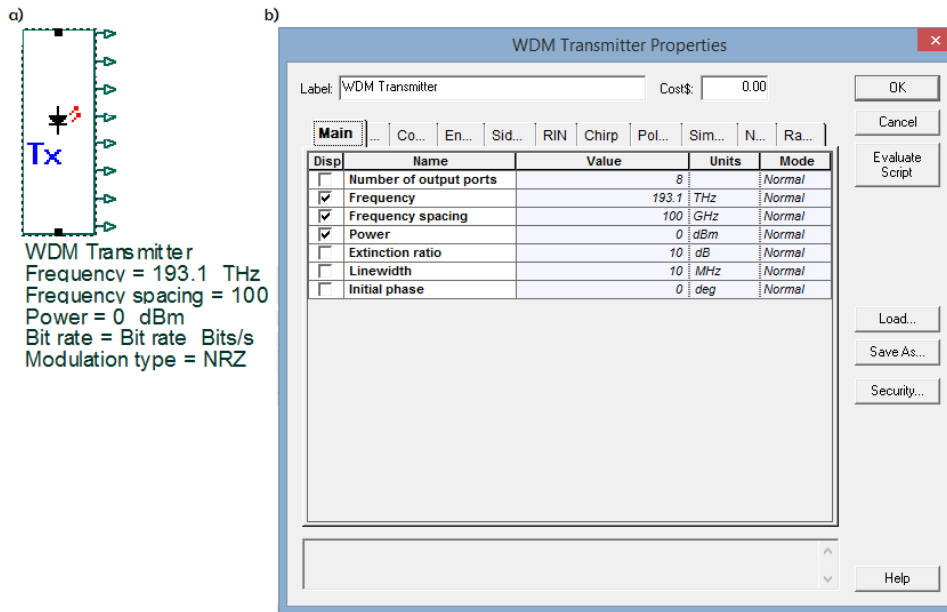 a)
Tx
WDM Transmitter
Frequency = 193.1 THz
Frequency spacing = 100
Power = 0 dBm
Bit rate = Bit rate Bits/s
Modulation type = NRZ
b)
WDM Transmitter Properties
Label: WDM Transmitter Cost$: 0.00
OK
Cancel
Evaluate Script
Main ... Co... En... Sid... RIN Chirp Pol... Sim... N... Ra...
Disp Name Value Units Mode
Number of output ports 8 Normal
Frequency 193.1 THz Normal
Frequency spacing 100 GHz Normal
Power 0 dBm Normal
Extinction ratio 10 dB Normal
Linewidth 10 MHz Normal
Initial phase 0 deg Normal
Load...
Save As...
Security...
Help